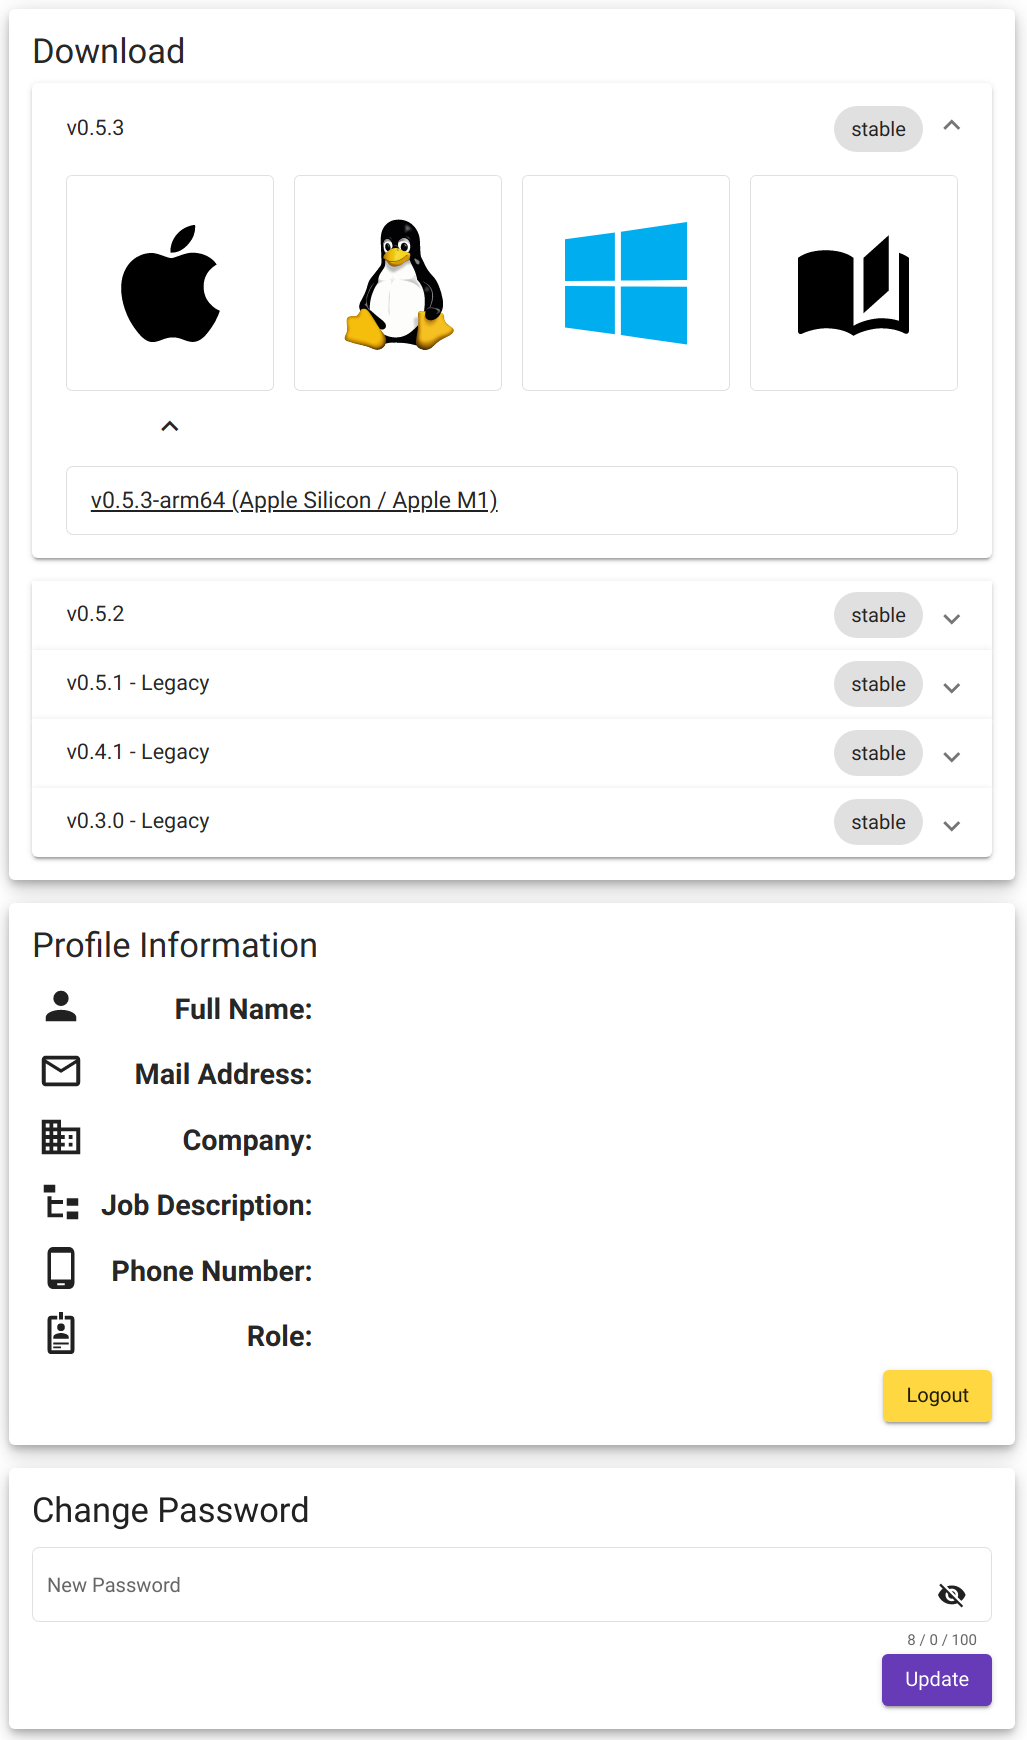 Download
v0.5.3
stable
v0.5.3-arm64 (Apple Silicon / Apple M1)
v0.5.2
stable
v0.5.1 - Legacy
stable
v0.4.1 - Legacy
stable
v0.3.0 - Legacy
stable
Profile Information
Full Name:
Mail Address:
Company:
Job Description:
Phone Number:
Role:
Logout
Change Password
New Password
8 / 0 / 100
Update